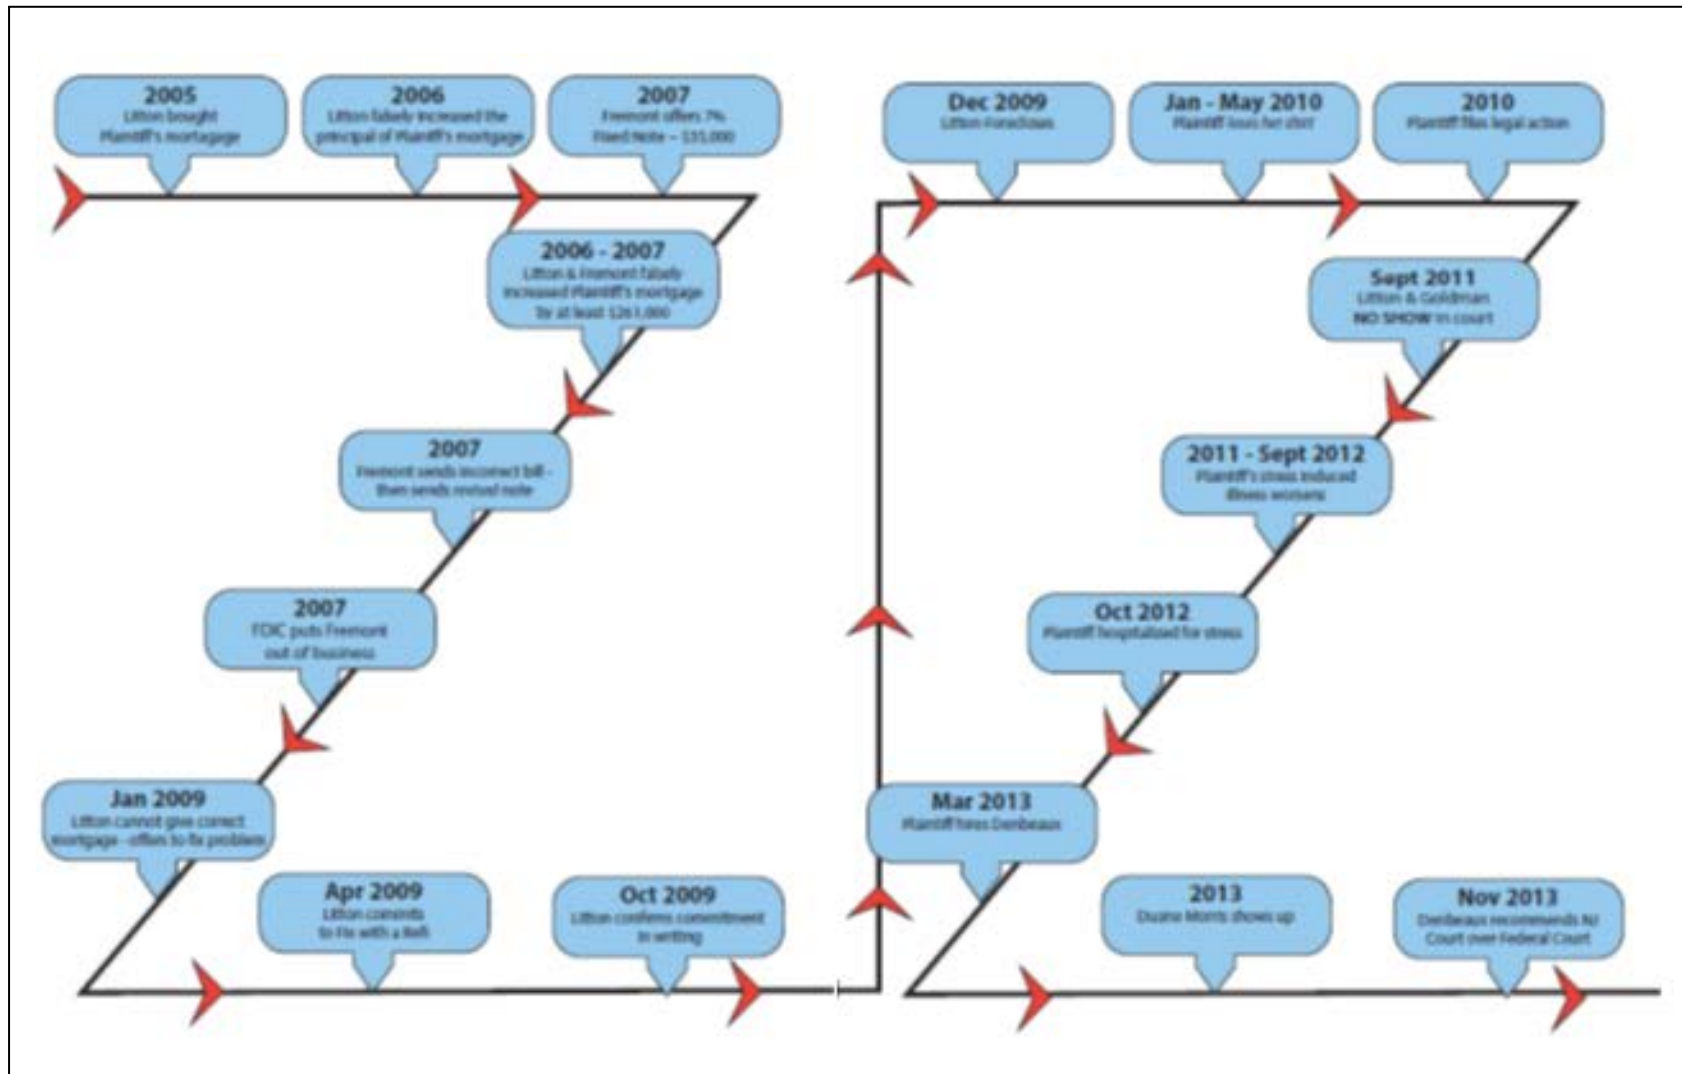 2005
Litton bought
Plaintiff's mortagage
2006
Litton falsely increased the
principal of Plaintiff's mortgage
2007
Fremont offers 7%
Fixed Note –
2006 - 2007
Litton & Fremont falsely
increased Plaintiff's mortgage
by at least $261,000
2007
Fremont sends incorrect bill -
then sends revised note
2007
FDIC puts Fremont
out of business
Jan 2009
Litton cannot give correct
mortgage - offers to fix problem
Apr 2009
Litton commits
to Fix with a Refi
Oct 2009
Litton confirms commitment
in writing
Dec 2009
Litton Forecloses
Jan - May 2010
Plaintiff loses her
2010
Plaintiff files legal action
Sept 2011
Litton & Goldman
NO SHOW in court
2011 - Sept 2012
Plaintiff's stress induced
illness worsens
Oct 2012
Plaintiff hospitalized for stress
Mar 2013
Plaintiff hires Denbeaux
2013
Duane Morris shows up
Nov 2013
Denbeaux recommends NJ
Court over Federal Court